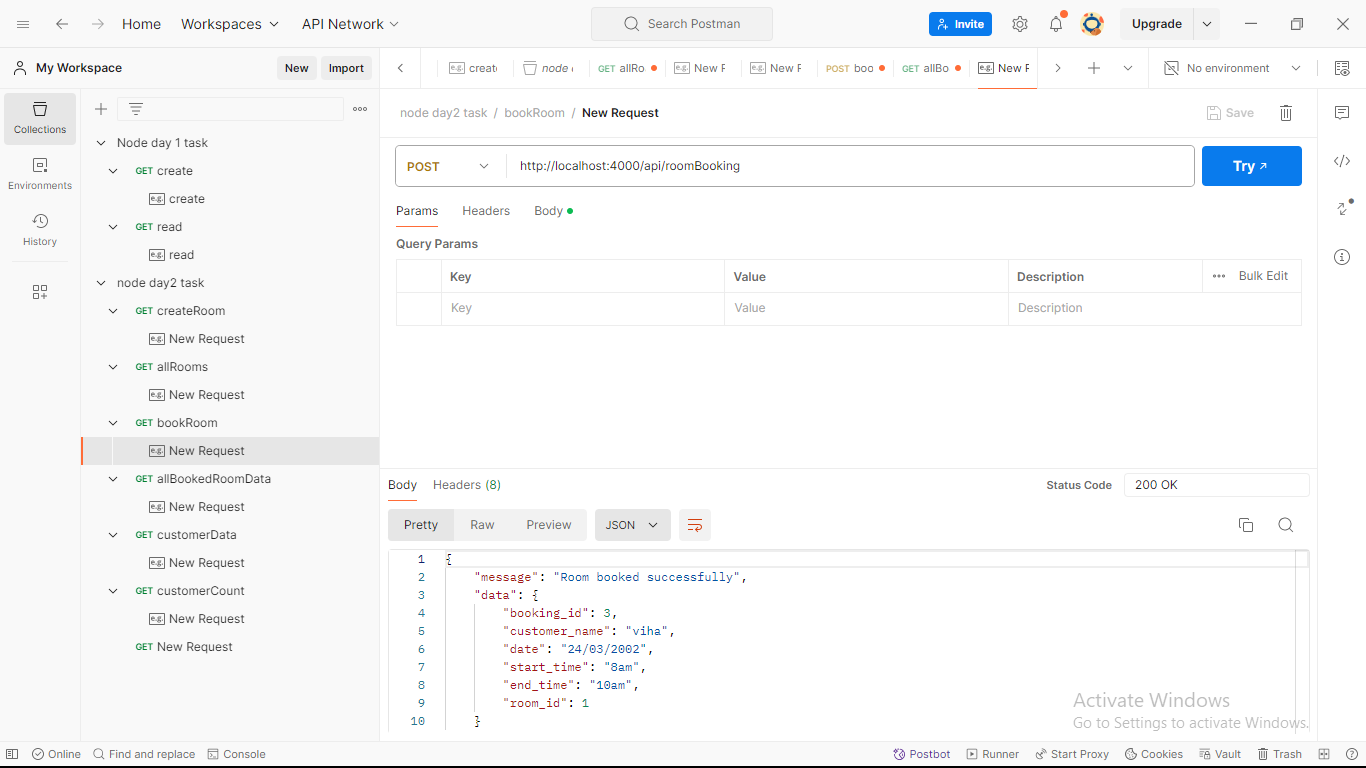 Home Workspaces API Network Search Postman Invite Upgrade
My Workspace New Import
create node GET allRo New F New F POST boo GET allBo New F No environment
Collections
Environments
History
Node day 1 task
GET create
e.g. create
GET read
e.g. read
node day2 task
GET createRoom
e.g. New Request
GET allRooms
e.g. New Request
GET bookRoom
e.g. New Request
GET allBookedRoomData
e.g. New Request
GET customerData
e.g. New Request
GET customerCount
e.g. New Request
GET New Request
node day2 task / bookRoom / New Request Save
POST http://localhost:4000/api/roomBooking Try
Params Headers Body
Query Params
Key Value Description Bulk Edit
Key Value Description
Body Headers (8) Status Code 200 OK
Pretty Raw Preview JSON
1 {
2 "message": "Room booked successfully",
3 "data": {
4 "booking_id": 3,
5 "customer_name": "viha",
6 "date": "24/03/2002",
7 "start_time": "8am",
8 "end_time": "10am",
9 "room_id": 1
10 }
Activate Windows
Go to Settings to activate Windows.
Online Find and replace Console Postbot Runner Start Proxy Cookies Vault Trash